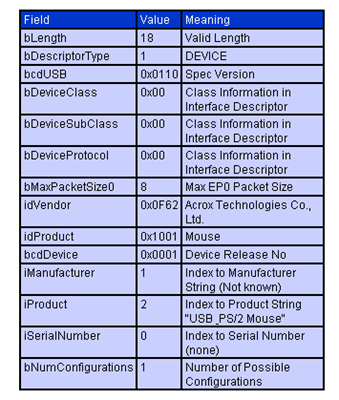 Field Value Meaning
bLength 18 Valid Length
bDescriptorType 1 DEVICE
bcdUSB 0x0110 Spec Version
bDeviceClass 0x00 Class Information in
Interface Descriptor
bDeviceSubClass 0x00 Class Information in
Interface Descriptor
bDeviceProtocol 0x00 Class Information in
Interface Descriptor
bMaxPacketSize0 8 Max EP0 Packet Size
idVendor 0x0F62 Acrox Technologies Co.,
Ltd.
idProduct 0x1001 Mouse
bcdDevice 0x0001 Device Release No
iManufacturer 1 Index to Manufacturer
String (Not known)
iProduct 2 Index to Product String
"USB_PS/2 Mouse"
iSerialNumber 0 Index to Serial Number
(none)
bNumConfigurations 1 Number of Possible
Configurations